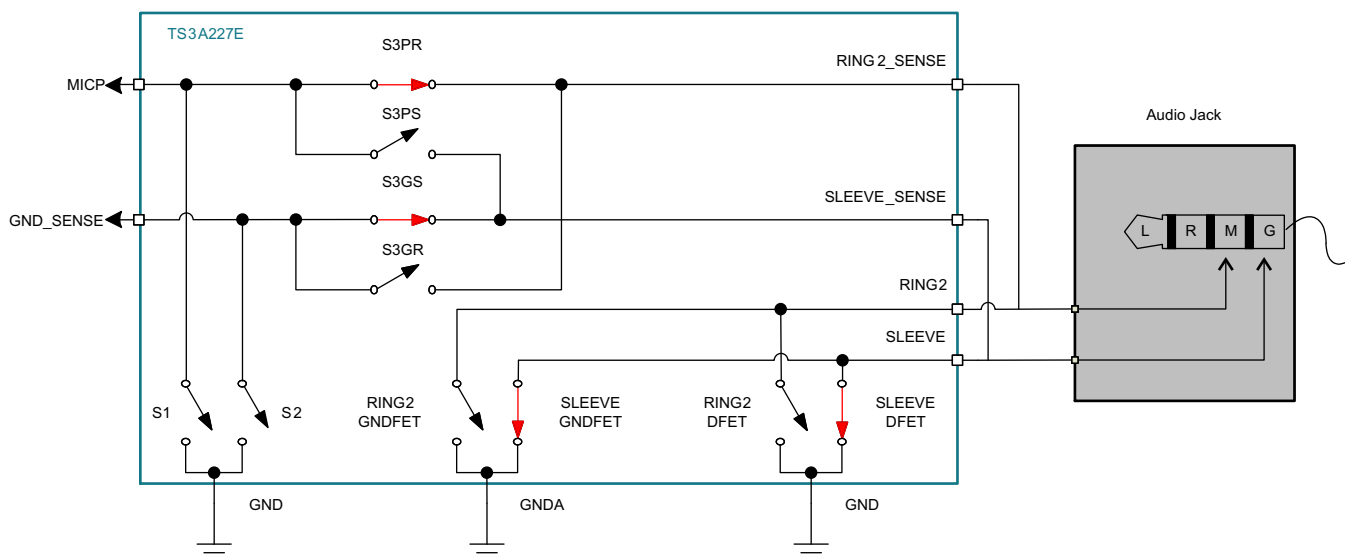 TS3A227E
S3PR
RING2_SENSE
MICP
Audio Jack
S3PS
S3GS
SLEEVE_SENSE
GND_SENSE
L R M G
S3GR
RING2
SLEEVE
S1
S2
RING2
GNDFET
SLEEVE
GNDFET
RING2
DFET
SLEEVE
DFET
GND
GNDA
GND